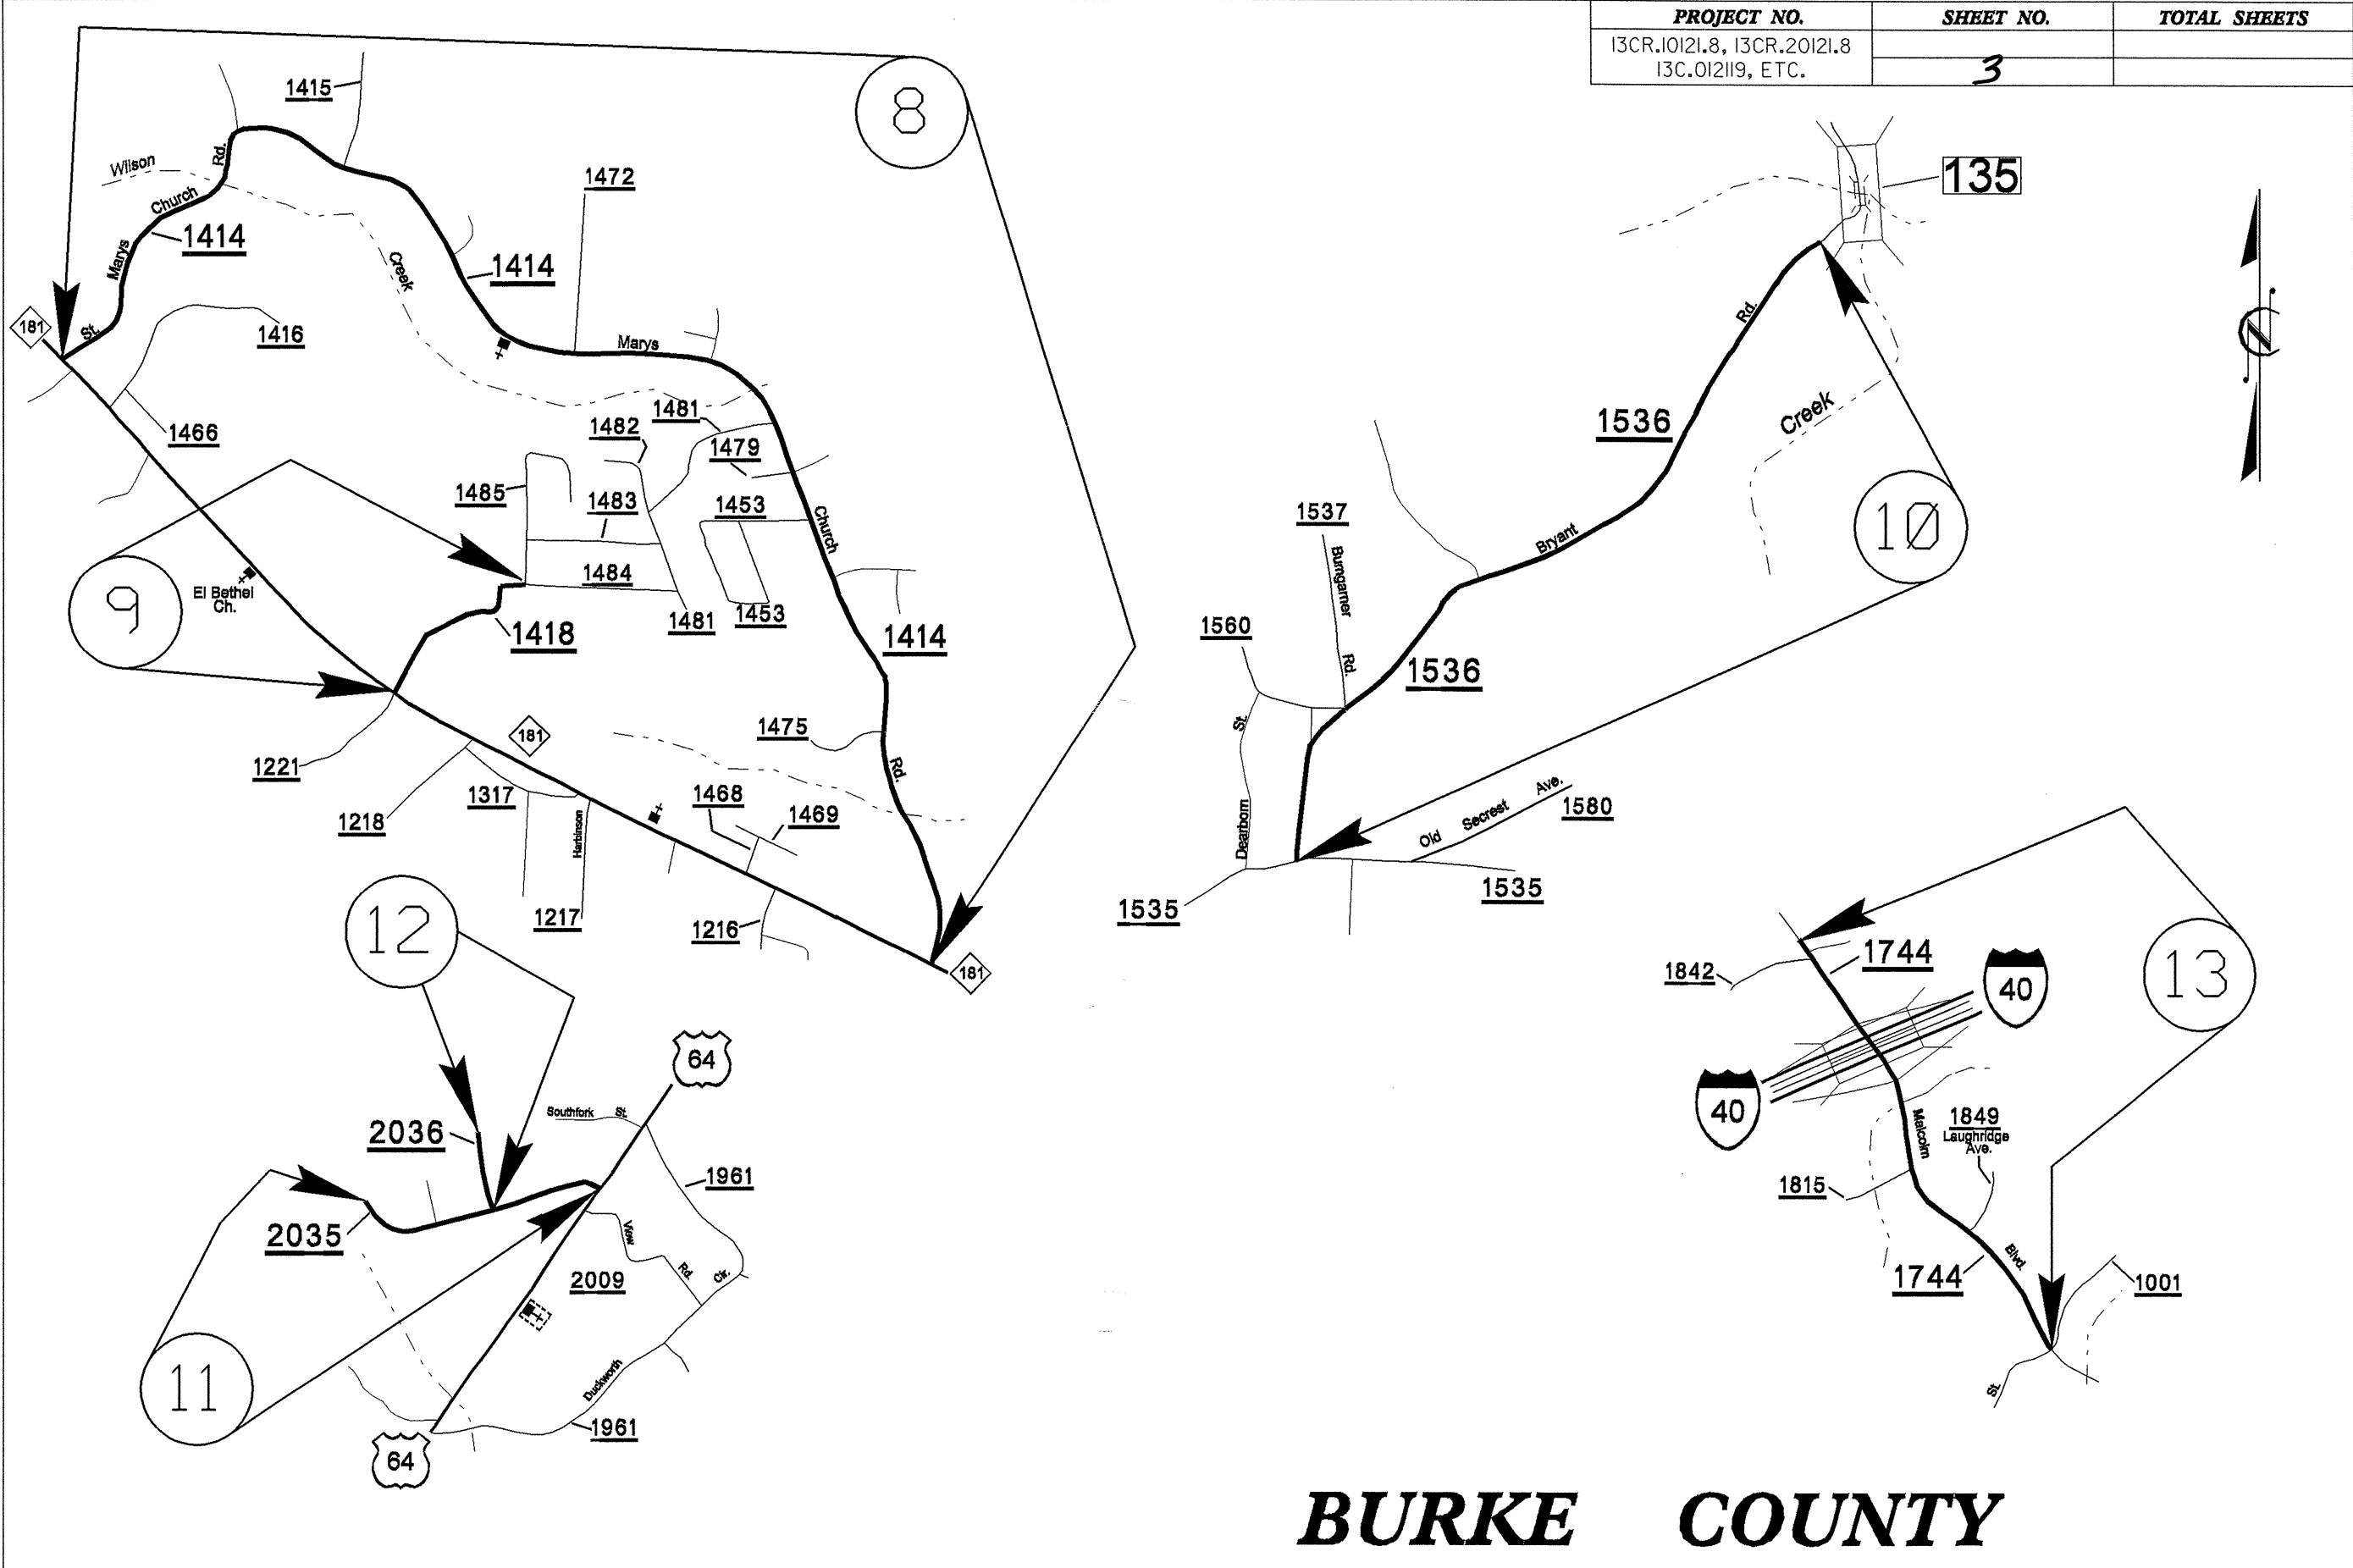 PROJECT NO. SHEET NO. TOTAL SHEETS
13CR.10121.8, 13CR.20121.8
13C.012119, ETC.
3
8
1415
Wilson
Rd.
Church
1414
Marys
St.
181
1416
1466
Creek
1472
1414
Marys
1481
1482
1479
1485
1483
1453
Church
1484
1453
1481
9
El Bethel
Ch.
1418
1414
1475
Rd.
181
1221
1218
1317
Harbinson
1217
1468
1469
1216
181
135
Rd.
1536
Creek
10
1537
Bumgarner
Rd.
Bryant
1560
1536
St.
Dearborn
Old Secrest Ave.
1580
1535
1535
N
12
64
Southfork St.
2036
1961
2035
View
Rd.
Cir.
2009
11
Duckworth
1961
64
13
1842
1744
40
40
Malcolm
1849
Laughridge
Ave.
1815
Blvd.
1744
1001
St.
BURKE COUNTY